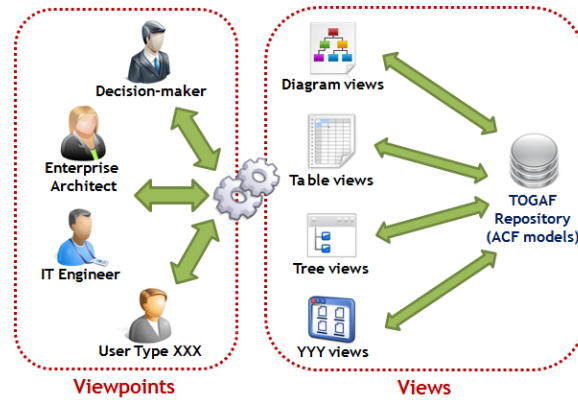 Decision-maker
Enterprise
Architect
IT Engineer
User Type XXX
Viewpoints
Diagram views
Table views
Tree views
YYY views
TOGAF
Repository
(ACF models)
Views